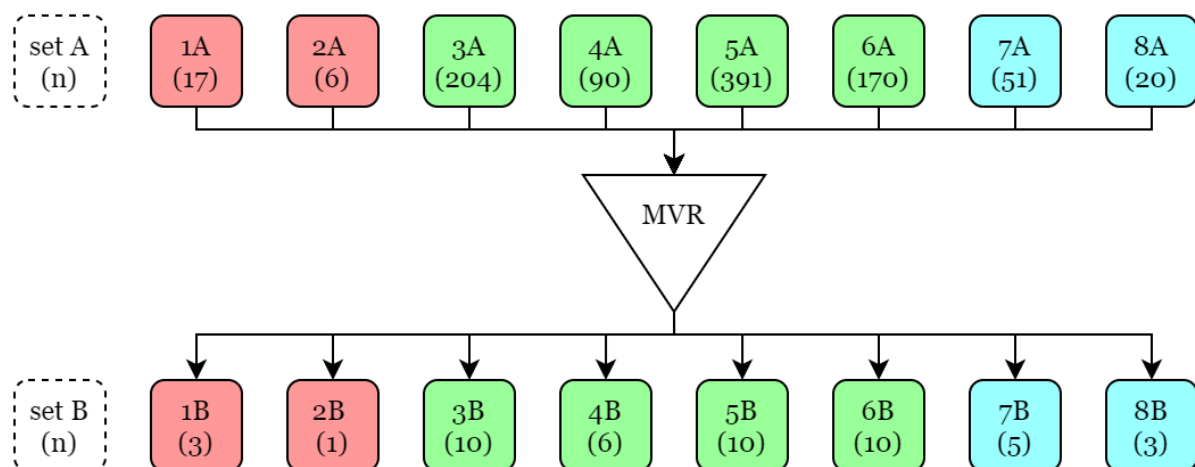 set A
(n)
1A
(17)
2A
(6)
3A
(204)
4A
(90)
5A
(391)
6A
(170)
7A
(51)
8A
(20)
MVR
set B
(n)
1B
(3)
2B
(1)
3B
(10)
4B
(6)
5B
(10)
6B
(10)
7B
(5)
8B
(3)